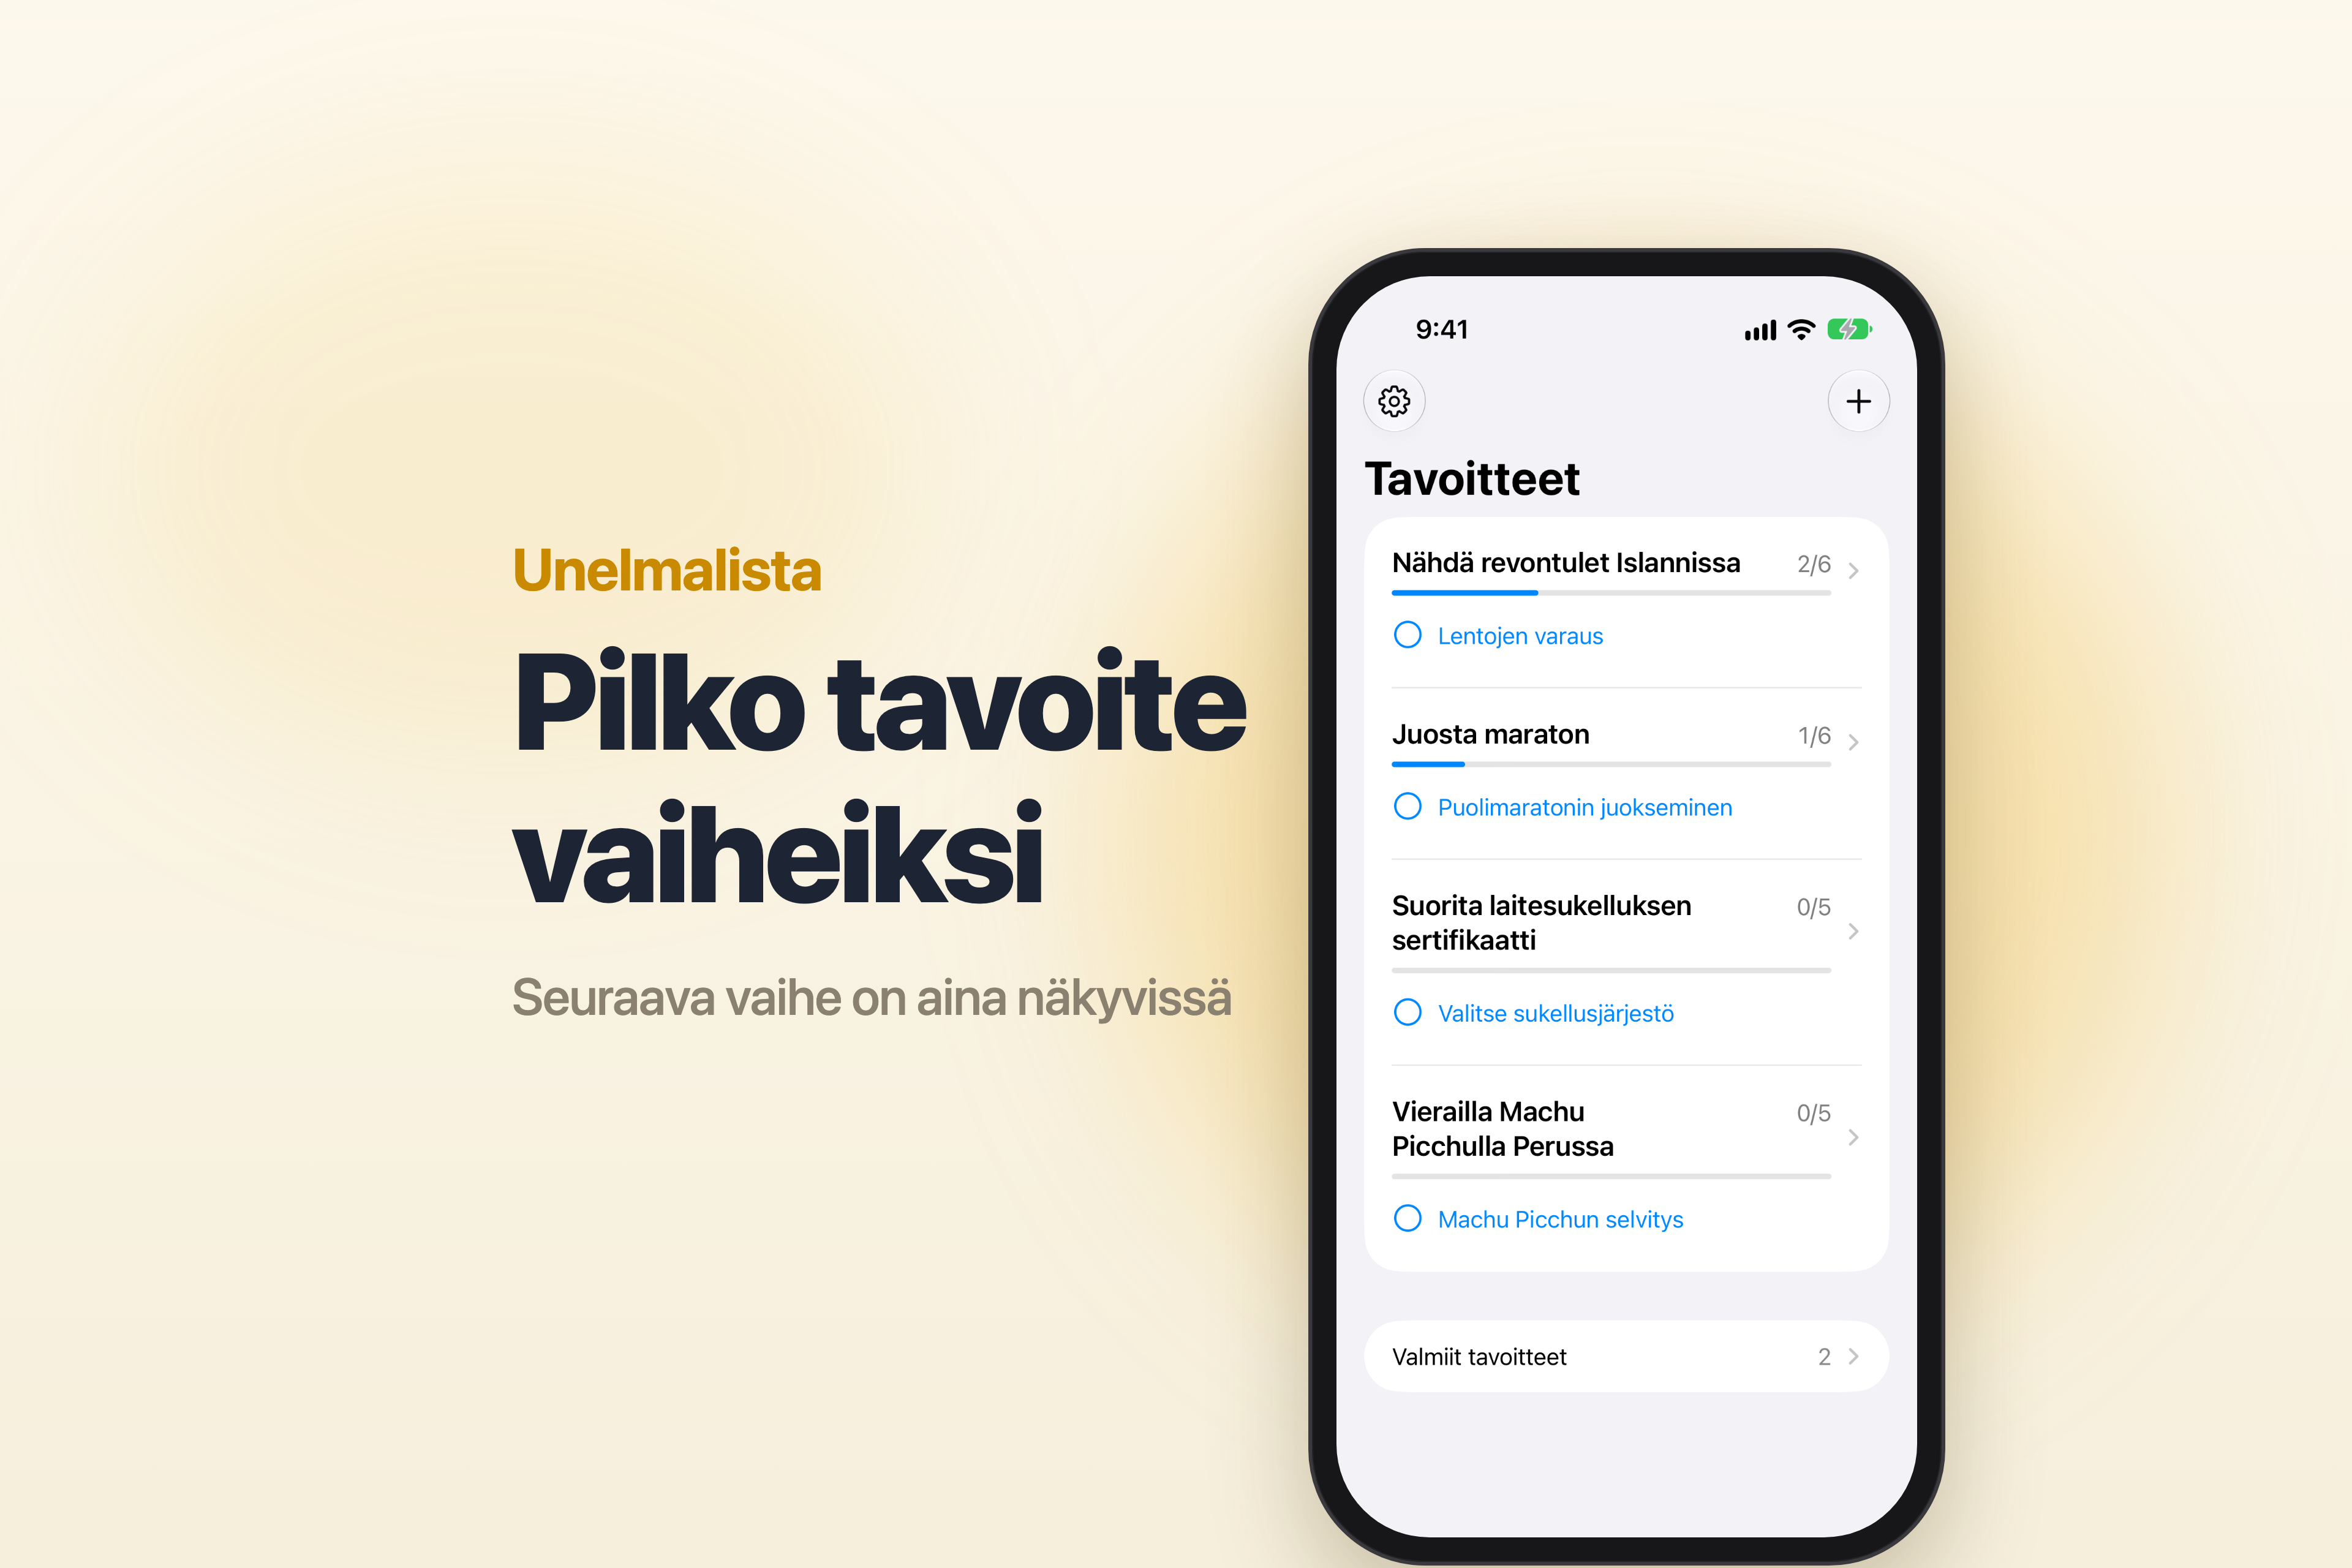 Unelmalista
Pilko tavoite
vaiheiksi
Seuraava vaihe on aina näkyvissä
9:41
Tavoitteet
Nähdä revontulet Islannissa 2/6
Lentojen varaus
Juosta maraton 1/6
Puolimaratonin juokseminen
Suorita laitesukelluksen 0/5
sertifikaatti
Valitse sukellusjärjestö
Vierailla Machu 0/5
Picchulla Perussa
Machu Picchun selvitys
Valmiit tavoitteet 2